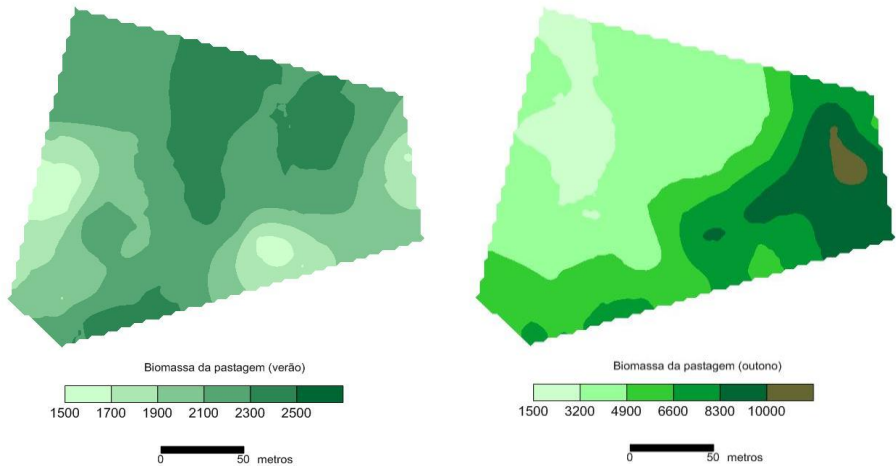 Biomassa da pastagem (verão)
1500 1700 1900 2100 2300 2500
0 50 metros
Biomassa da pastagem (outono)
1500 3200 4900 6600 8300 10000
0 50 metros